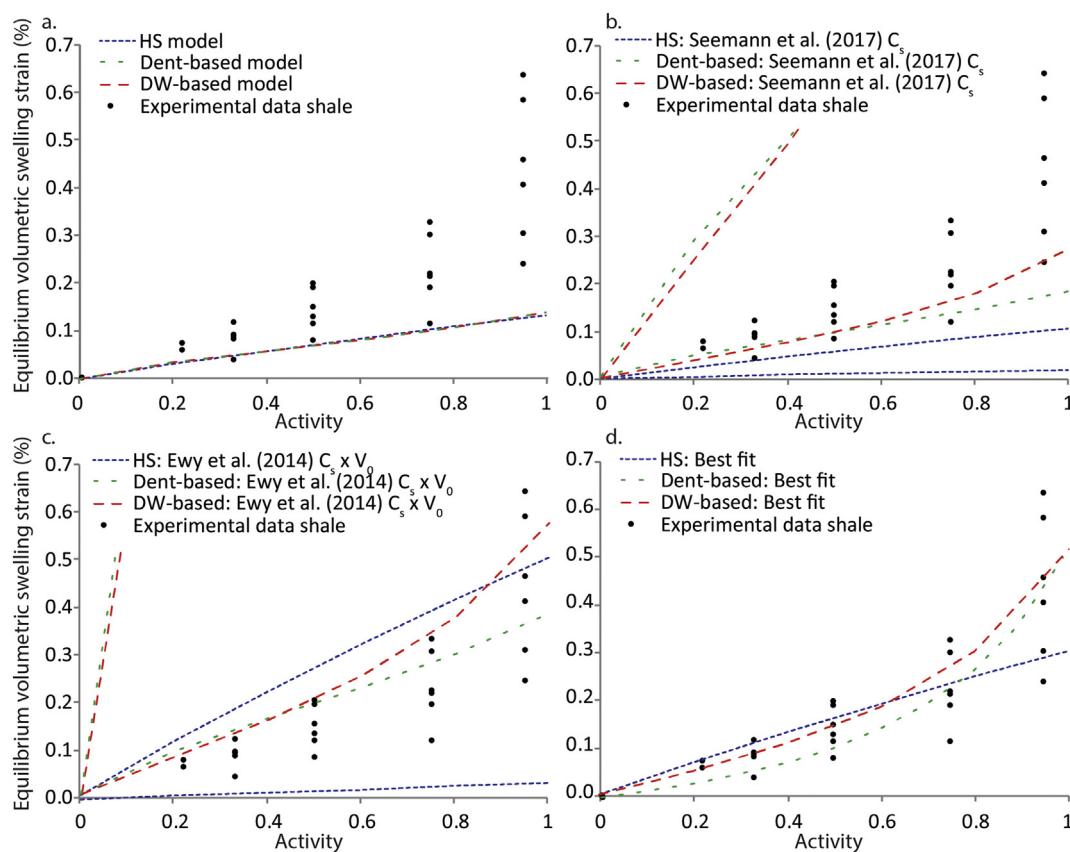 a.
HS model
Dent-based model
DW-based model
Experimental data shale
Equilibrium volumetric swelling strain (%)
0.7
0.6
0.5
0.4
0.3
0.2
0.1
0.0
0 0.2 0.4 0.6 0.8 1
Activity
b.
HS: Seemann et al. (2017) Cs
Dent-based: Seemann et al. (2017) Cs
DW-based: Seemann et al. (2017) Cs
Experimental data shale
0.7
0.6
0.5
0.4
0.3
0.2
0.1
0.0
0 0.2 0.4 0.6 0.8 1
Activity
c.
HS: Ewy et al. (2014) Cs x V0
Dent-based: Ewy et al. (2014) Cs x V0
DW-based: Ewy et al. (2014) Cs x V0
Experimental data shale
Equilibrium volumetric swelling strain (%)
0.7
0.6
0.5
0.4
0.3
0.2
0.1
0.0
0 0.2 0.4 0.6 0.8 1
Activity
d.
HS: Best fit
Dent-based: Best fit
DW-based: Best fit
Experimental data shale
0.7
0.6
0.5
0.4
0.3
0.2
0.1
0.0
0 0.2 0.4 0.6 0.8 1
Activity